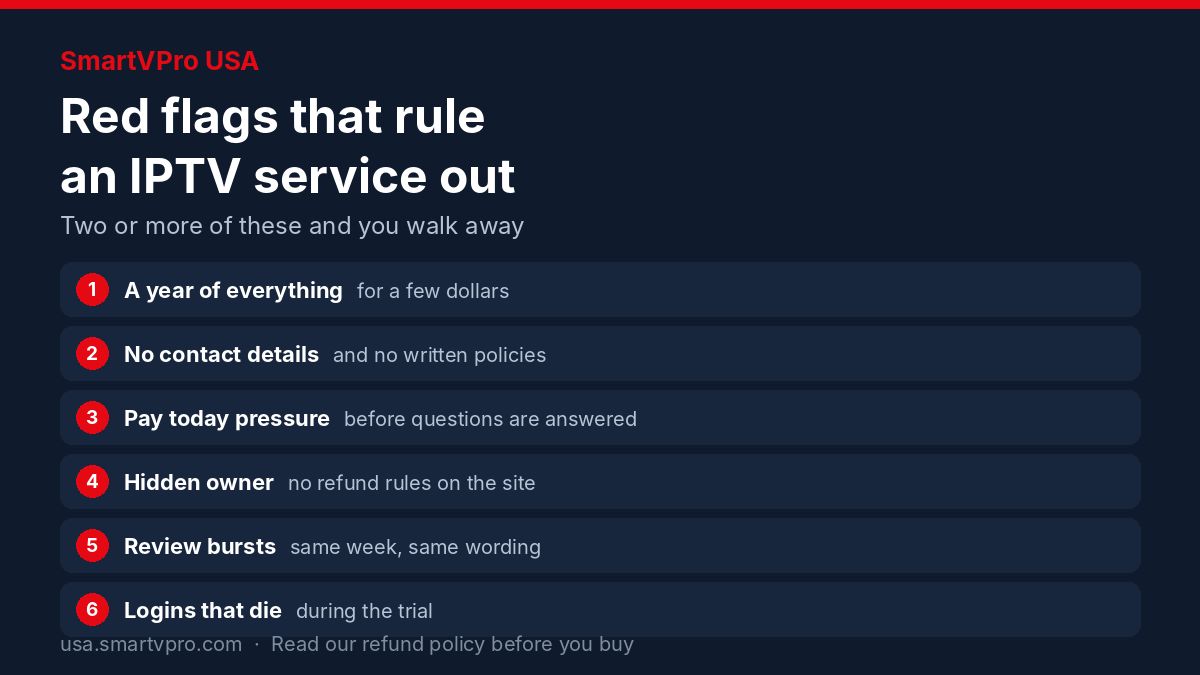 SmartVPro USA
Red flags that rule
an IPTV service out
Two or more of these and you walk away
1 A year of everything for a few dollars
2 No contact details and no written policies
3 Pay today pressure before questions are answered
4 Hidden owner no refund rules on the site
5 Review bursts same week, same wording
6 Logins that die during the trial
usa.smartvpro.com · Read our refund policy before you buy